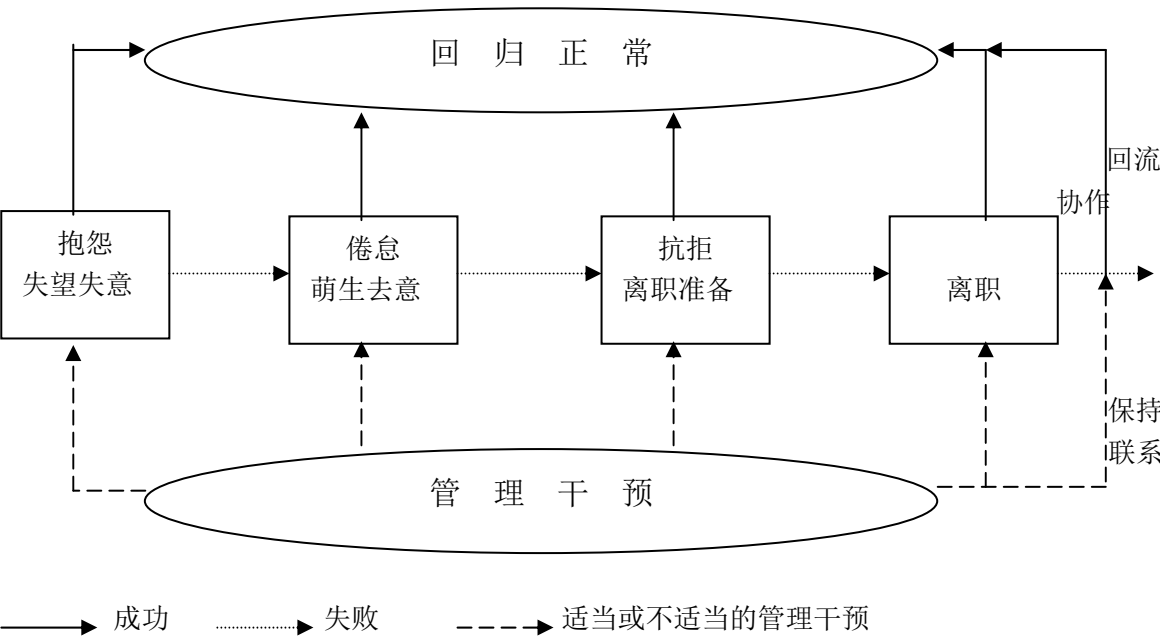 回 归 正 常
回流
协作
抱怨
失望失意
倦怠
萌生去意
抗拒
离职准备
离职
保持
联系
管 理 干 预
成功
失败
适当或不适当的管理干预